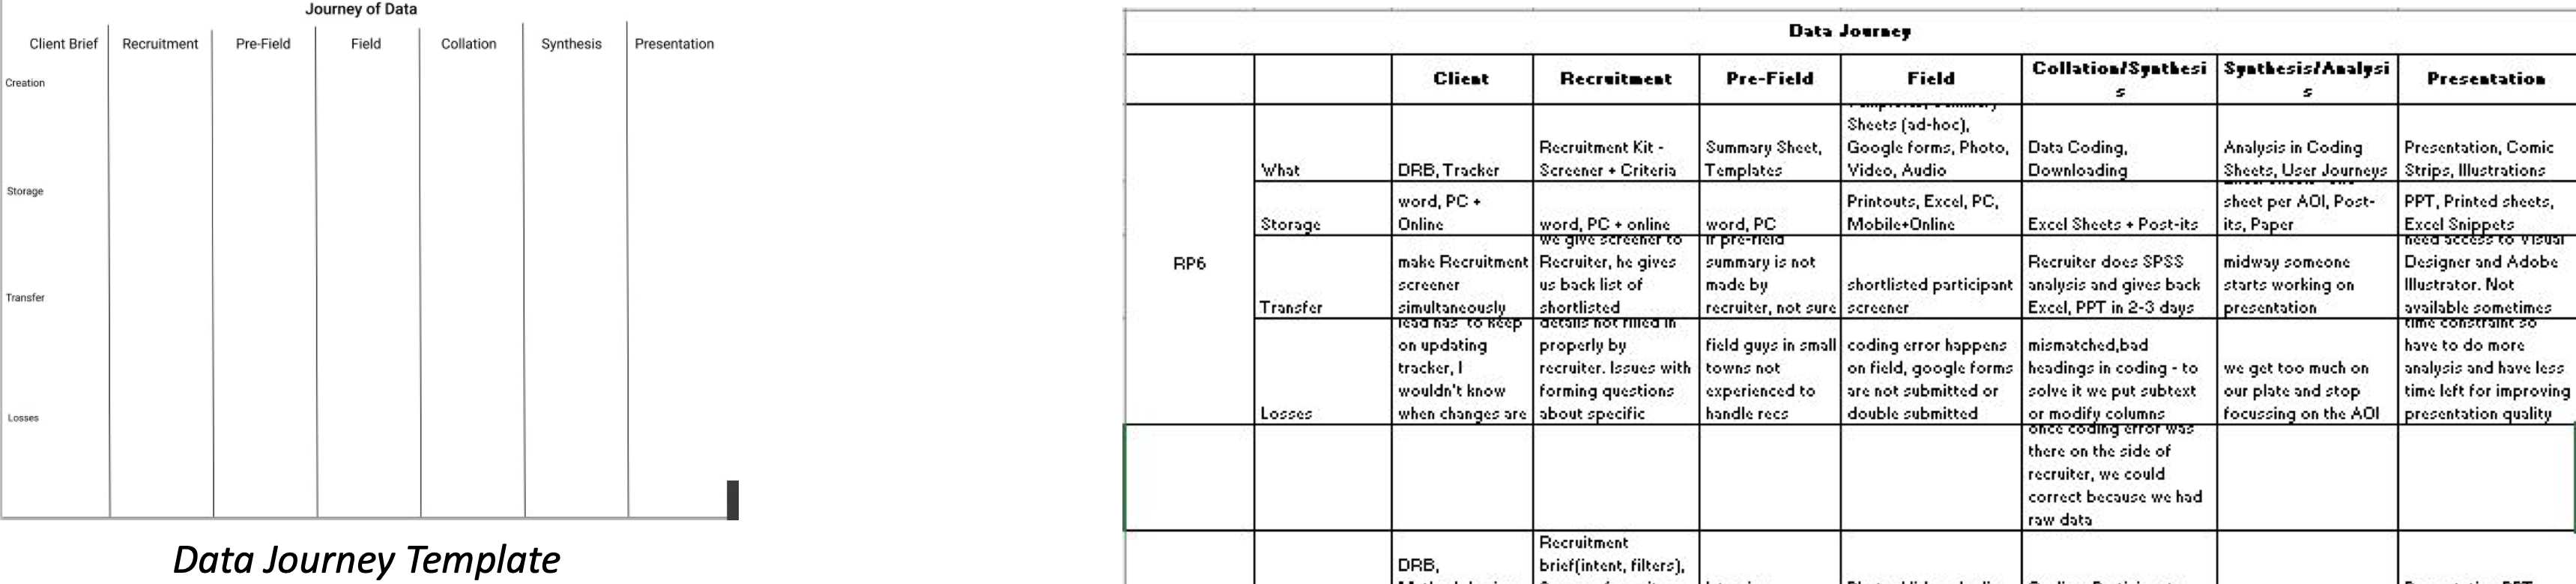 Journey of Data
Client Brief
Recruitment
Pre-Field
Field
Collation
Synthesis
Presentation
Creation
Storage
Transfer
Losses
Data Journey Template
Data Journey
Client
Recruitment
Pre-Field
Field
Collation/Synthesi
s
Synthesis/Analysi
s
Presentation
RP6
What
DRB, Tracker
Recruitment Kit -
Screener + Criteria
Summary Sheet,
Templates
Sheets (ad-hoc),
Google forms, Photo,
Video, Audio
Data Coding,
Downloading
Analysis in Coding
Sheets, User Journeys
Presentation, Comic
Strips, Illustrations
Storage
word, PC +
Online
word, PC + online
word, PC
Printouts, Excel, PC,
Mobile+Online
Excel Sheets + Post-its
sheet per AOI, Post-
its, Paper
PPT, Printed sheets,
Excel Snippets
Transfer
make Recruitment
screener
simultaneously
we give screener to
Recruiter, he gives
us back list of
shortlisted
if pre-field
summary is not
made by
recruiter, not sure
shortlisted participant
screener
Recruiter does SPSS
analysis and gives back
Excel, PPT in 2-3 days
midway someone
starts working on
presentation
need access to Visual
Designer and Adobe
Illustrator. Not
available sometimes
Losses
lead has to keep
on updating
tracker, I
wouldn't know
when changes are
details not filled in
properly by
recruiter. Issues with
forming questions
about specific
field guys in small
towns not
experienced to
handle recs
coding error happens
on field, google forms
are not submitted or
double submitted
mismatched,bad
headings in coding - to
solve it we put subtext
or modify columns
we get too much on
our plate and stop
focussing on the AOI
time constraint so
have to do more
analysis and have less
time left for improving
presentation quality
once coding error was
there on the side of
recruiter, we could
correct because we had
raw data
DRB,
Recruitment
brief(intent, filters),